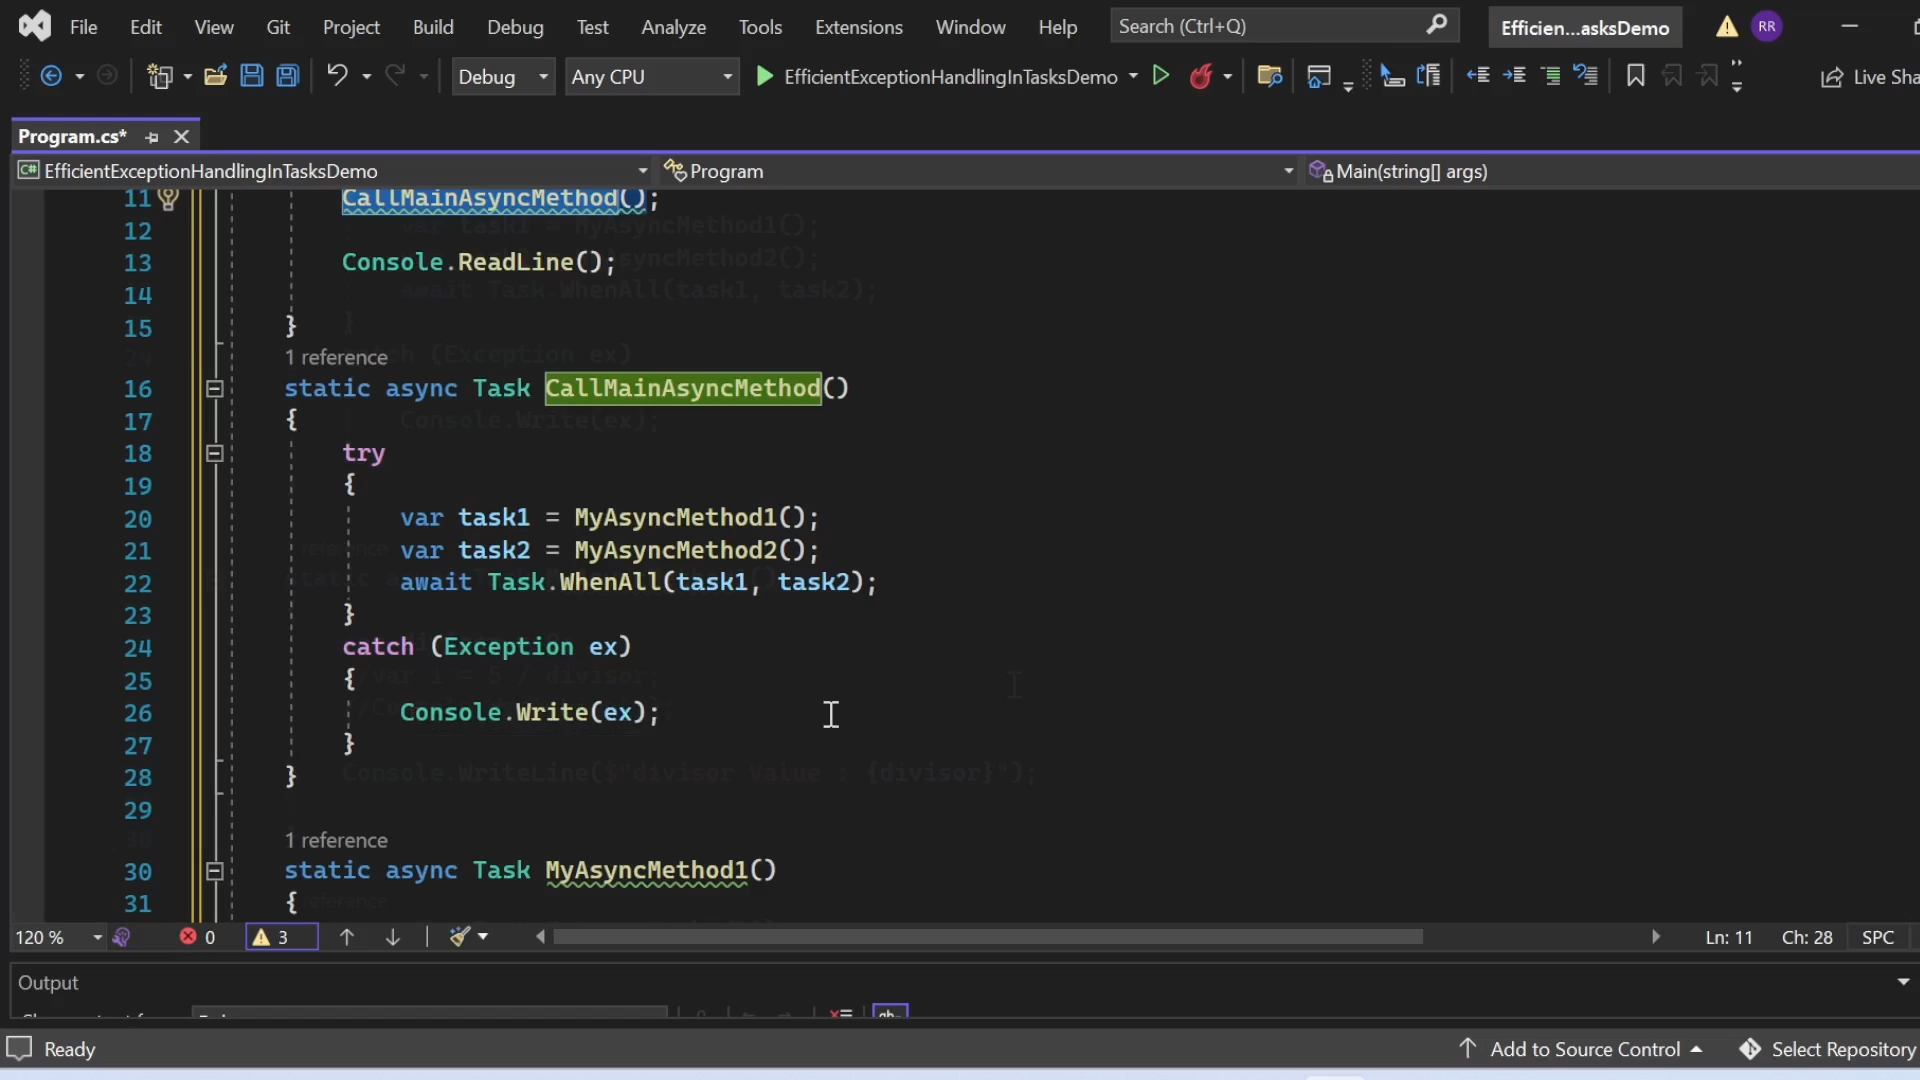 File Edit View Git Project Build Debug Test Analyze Tools Extensions Window Help Search (Ctrl+Q) Efficien...asksDemo RR
Debug Any CPU EfficientExceptionHandlingInTasksDemo Live Sha
Program.cs*
C# EfficientExceptionHandlingInTasksDemo Program Main(string[] args)
11 CallMainAsyncMethod();
12
13 Console.ReadLine();
14
15 }
1 reference
16 static async Task CallMainAsyncMethod()
17 {
18 try
19 {
20 var task1 = MyAsyncMethod1();
21 var task2 = MyAsyncMethod2();
22 await Task.WhenAll(task1, task2);
23 }
24 catch (Exception ex)
25 {
26 Console.Write(ex);
27 }
28 }
Console.WriteLine($"divisor Value : {divisor}");
29
1 reference
30 static async Task MyAsyncMethod1()
31 {
120 % 0 3 Ln: 11 Ch: 28 SPC
Output
Ready Add to Source Control Select Repository